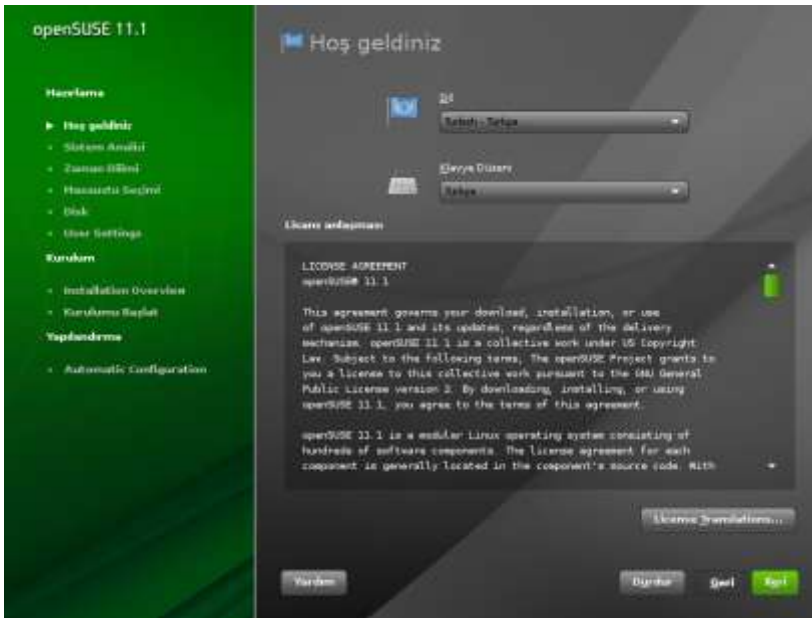 openSUSE 11.1
Hazırlama
Hoş geldiniz
Sistem Analizi
Zaman Dilimi
Masaüstü Seçimi
Disk
User Settings
Kurulum
Installation Overview
Kurulumu Başlat
Yapılandırma
Automatic Configuration
Hoş geldiniz
Dil
Turkish - Türkçe
Klavye Düzeni
Türkçe
Lisans anlaşması
LICENSE AGREEMENT
openSUSE® 11.1
This agreement governs your download, installation, or use
of openSUSE 11.1 and its updates, regardless of the delivery
mechanism. openSUSE 11.1 is a collective work under US Copyright
Law. Subject to the following terms, The openSUSE Project grants to
you a license to this collective work pursuant to the GNU General
Public License version 2. By downloading, installing, or using
openSUSE 11.1, you agree to the terms of this agreement.
openSUSE 11.1 is a modular Linux operating system consisting of
hundreds of software components. The license agreement for each
component is generally located in the component's source code. With
License Translations...
Yardım
Durdur
Geri
İleri